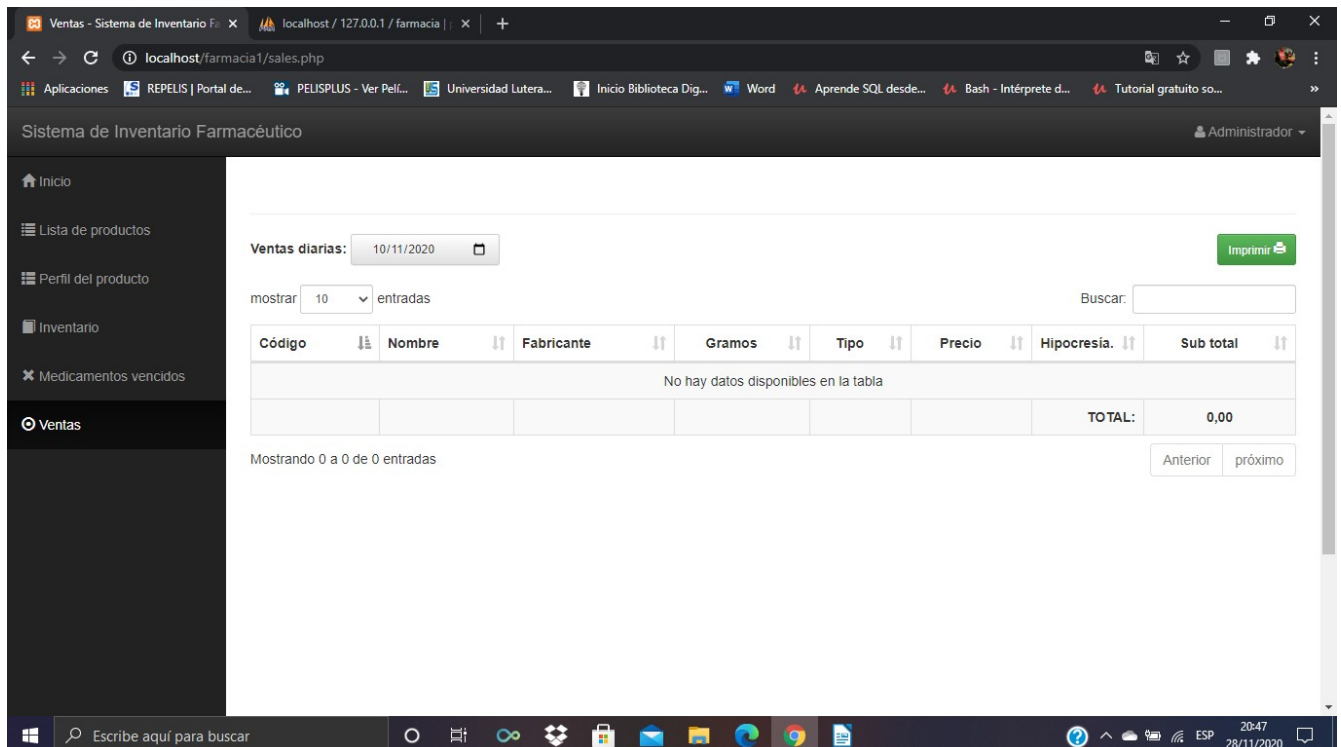 Ventas - Sistema de Inventario Fa
localhost / 127.0.0.1 / farmacia | p
localhost/farmacia1/sales.php
Aplicaciones REPELIS | Portal de... PELISPLUS - Ver Pelí... Universidad Lutera... Inicio Biblioteca Dig... Word Aprende SQL desde... Bash - Intérprete d... Tutorial gratuito so... »
Sistema de Inventario Farmacéutico Administrador
Inicio
Lista de productos
Perfil del producto
Inventario
Medicamentos vencidos
Ventas
Ventas diarias: 10/11/2020 Imprimir
mostrar 10 entradas Buscar:
Código Nombre Fabricante Gramos Tipo Precio Hipocresía. Sub total
No hay datos disponibles en la tabla
TOTAL: 0,00
Mostrando 0 a 0 de 0 entradas Anterior próximo
Escribe aquí para buscar ESP 20:47
28/11/2020